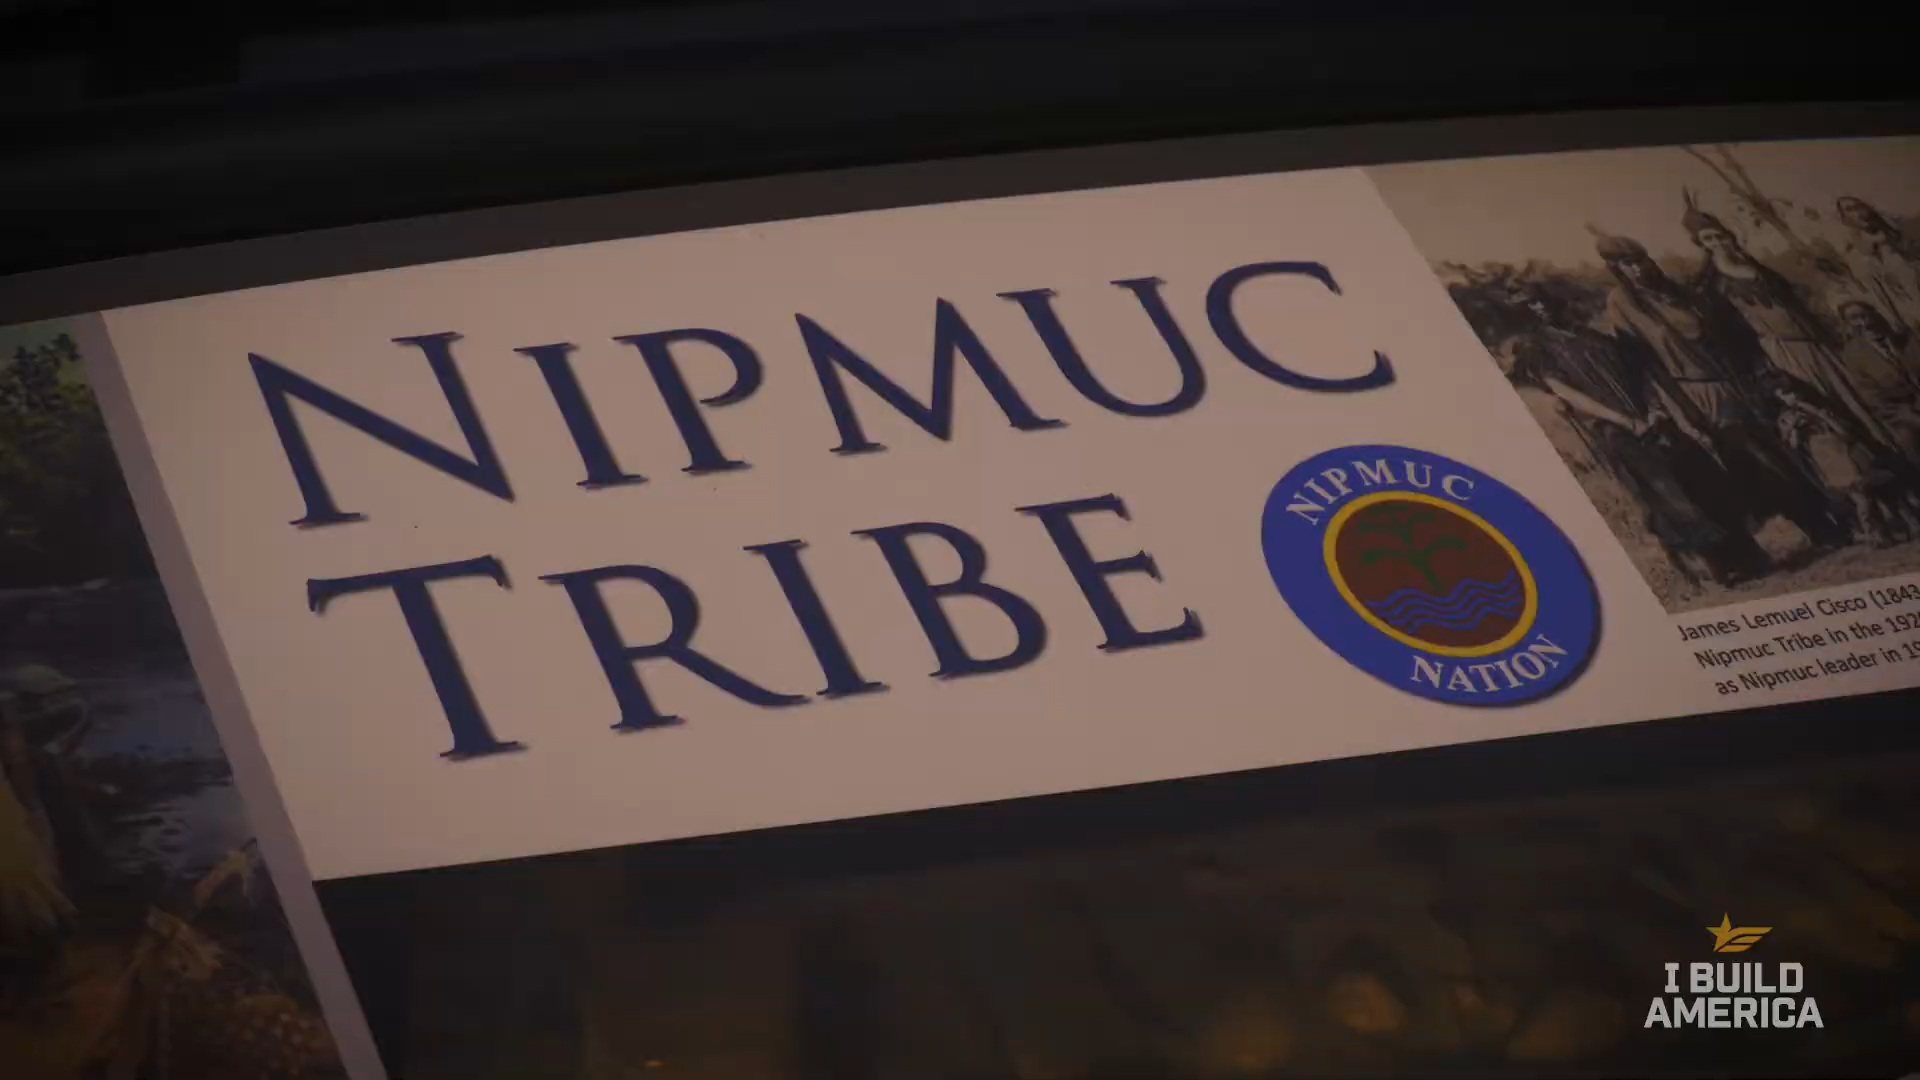 NIPMUC
TRIBE
NIPMUC
NATION
James Lemuel Cisco (1843
Nipmuc Tribe in the 192
as Nipmuc leader in 19
I BUILD
AMERICA